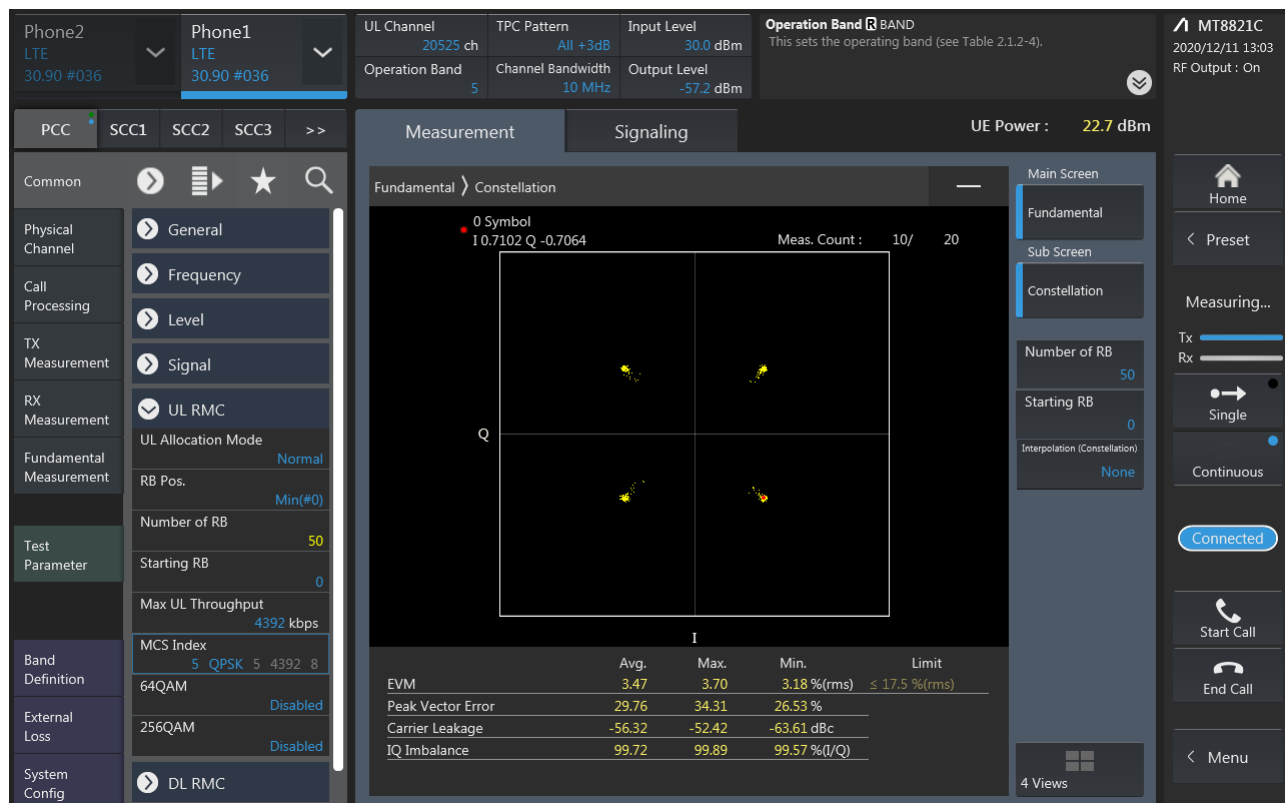 Phone2
LTE
30.90 #036
Phone1
LTE
30.90 #036
UL Channel
20525 ch
TPC Pattern
All +3dB
Input Level
30.0 dBm
Operation Band
5
Channel Bandwidth
10 MHz
Output Level
-57.2 dBm
Operation Band R BAND
This sets the operating band (see Table 2.1.2-4).
MT8821C
2020/12/11 13:03
RF Output : On
PCC SCC1 SCC2 SCC3 >>
Measurement
Signaling
UE Power : 22.7 dBm
Common
Physical
Channel
Call
Processing
TX
Measurement
RX
Measurement
Fundamental
Measurement
Test
Parameter
Band
Definition
External
Loss
System
Config
General
Frequency
Level
Signal
UL RMC
UL Allocation Mode
Normal
RB Pos.
Min(#0)
Number of RB
50
Starting RB
0
Max UL Throughput
4392 kbps
MCS Index
5 QPSK 5 4392 8
64QAM
Disabled
256QAM
Disabled
DL RMC
Fundamental ⟩ Constellation —
0 Symbol
I 0.7102 Q -0.7064
Meas. Count : 10/ 20
Q
I
Avg. Max. Min. Limit
EVM 3.47 3.70 3.18 %(rms) ≤ 17.5 %(rms)
Peak Vector Error 29.76 34.31 26.53 %
Carrier Leakage -56.32 -52.42 -63.61 dBc
IQ Imbalance 99.72 99.89 99.57 %(I/Q)
Main Screen
Fundamental
Sub Screen
Constellation
Number of RB
50
Starting RB
0
Interpolation (Constellation)
None
4 Views
Home
< Preset
Measuring...
Tx
Rx
Single
Continuous
Connected
Start Call
End Call
< Menu